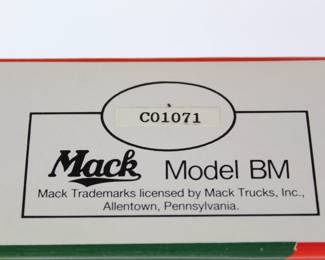 C01071
Mack Model BM
Mack Trademarks licensed by Mack Trucks, Inc.,
Allentown, Pennsylvania.